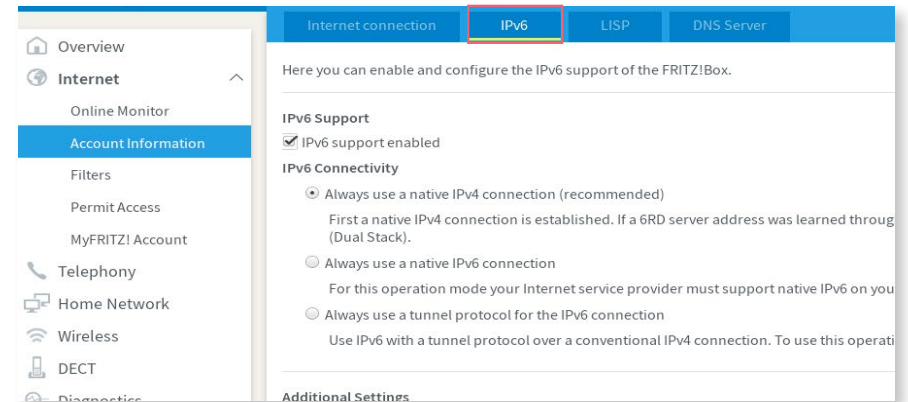 Internet connection IPv6 LISP DNS Server
Overview
Internet
Online Monitor
Account Information
Filters
Permit Access
MyFRITZ! Account
Telephony
Home Network
Wireless
DECT
Diagnostics
Here you can enable and configure the IPv6 support of the FRITZ!Box.
IPv6 Support
IPv6 support enabled
IPv6 Connectivity
Always use a native IPv4 connection (recommended)
First a native IPv4 connection is established. If a 6RD server address was learned throug
(Dual Stack).
Always use a native IPv6 connection
For this operation mode your Internet service provider must support native IPv6 on you
Always use a tunnel protocol for the IPv6 connection
Use IPv6 with a tunnel protocol over a conventional IPv4 connection. To use this operati
Additional Settings